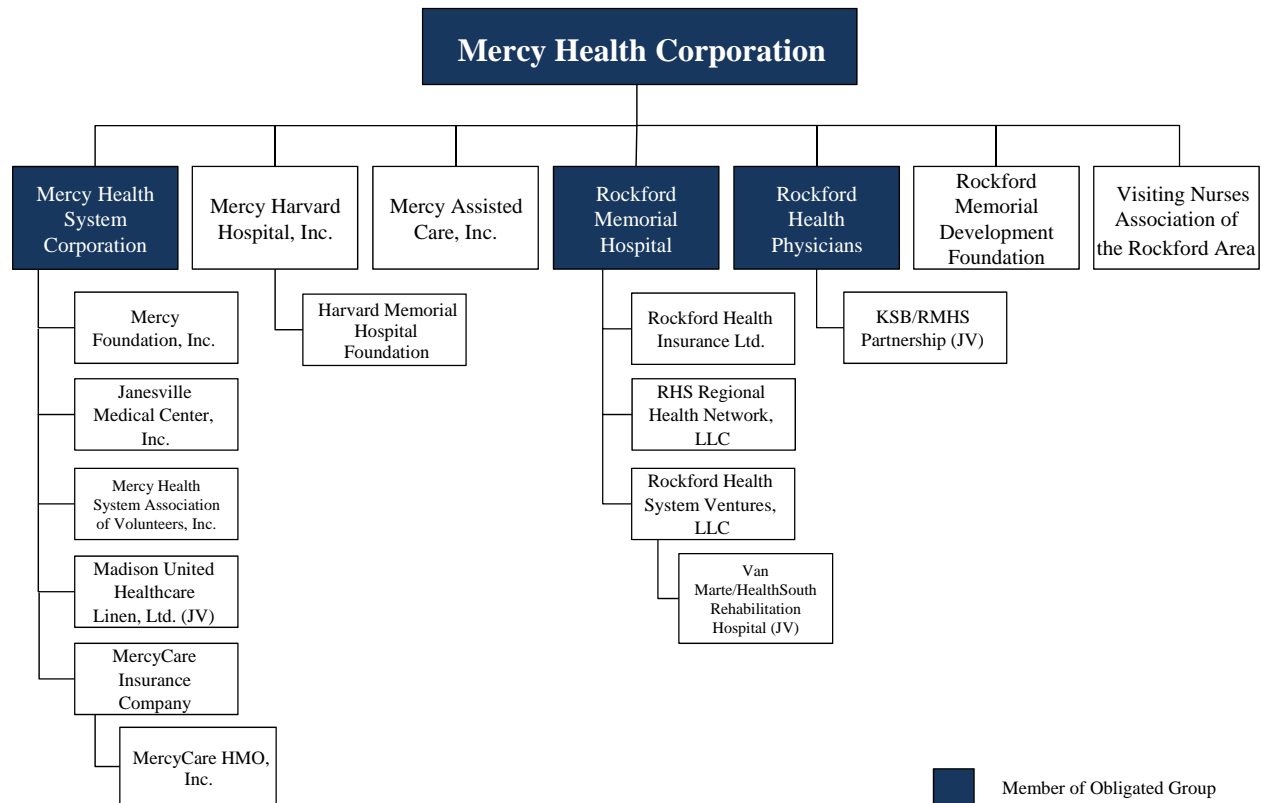 Mercy Health Corporation
Mercy Health
System
Corporation
Mercy Harvard
Hospital, Inc.
Mercy Assisted
Care, Inc.
Rockford
Memorial
Hospital
Rockford
Health
Physicians
Rockford
Memorial
Development
Foundation
Visiting Nurses
Association of
the Rockford Area
Mercy
Foundation, Inc.
Janesville
Medical Center,
Inc.
Mercy Health
System Association
of Volunteers, Inc.
Madison United
Healthcare
Linen, Ltd. (JV)
MercyCare
Insurance
Company
MercyCare HMO,
Inc.
Harvard Memorial
Hospital
Foundation
Rockford Health
Insurance Ltd.
RHS Regional
Health Network,
LLC
Rockford Health
System Ventures,
LLC
Van
Marte/HealthSouth
Rehabilitation
Hospital (JV)
KSB/RMHS
Partnership (JV)
Member of Obligated Group